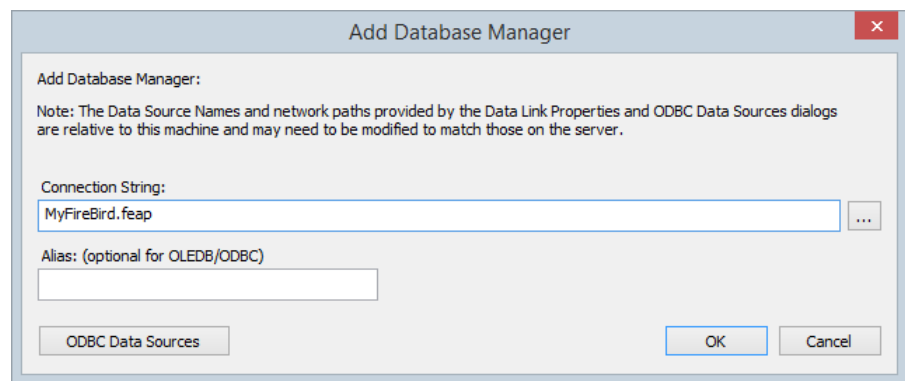 Add Database Manager
Add Database Manager:
Note: The Data Source Names and network paths provided by the Data Link Properties and ODBC Data Sources dialogs
are relative to this machine and may need to be modified to match those on the server.
Connection String:
MyFireBird.feap
...
Alias: (optional for OLEDB/ODBC)
ODBC Data Sources
OK
Cancel